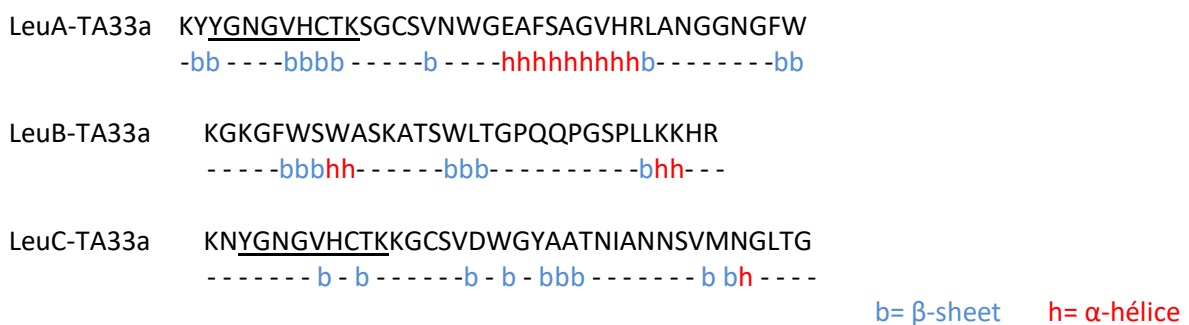 LeuA-TA33a KYYGNGVHCTKSGCSVNWGEAFSAGVHRLANGGNGFW
-bb - - - -bbbb - - - - -b - - - -hhhhhhhhhb- - - - - - - -bb
LeuB-TA33a KGKGFWSWASKATSWLTGPQQPGSPLLKKHR
- - - - -bbbhh- - - - - -bbb- - - - - - - - - -bhh- - -
LeuC-TA33a KNYGNGVHCTKKGCSVDWGYAATNIANNSVMNGLTG
- - - - - - - b - b - - - - - - b - b - bbb - - - - - - - b bh - - - -
b= β-sheet h= α-hélice